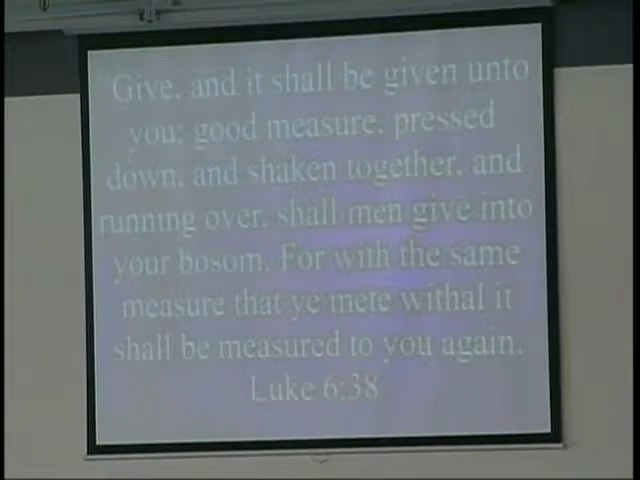 Give, and it shall be given unto
you; good measure, pressed
down, and shaken together, and
running over, shall men give into
your bosom. For with the same
measure that ye mete withal it
shall be measured to you again.
Luke 6:38